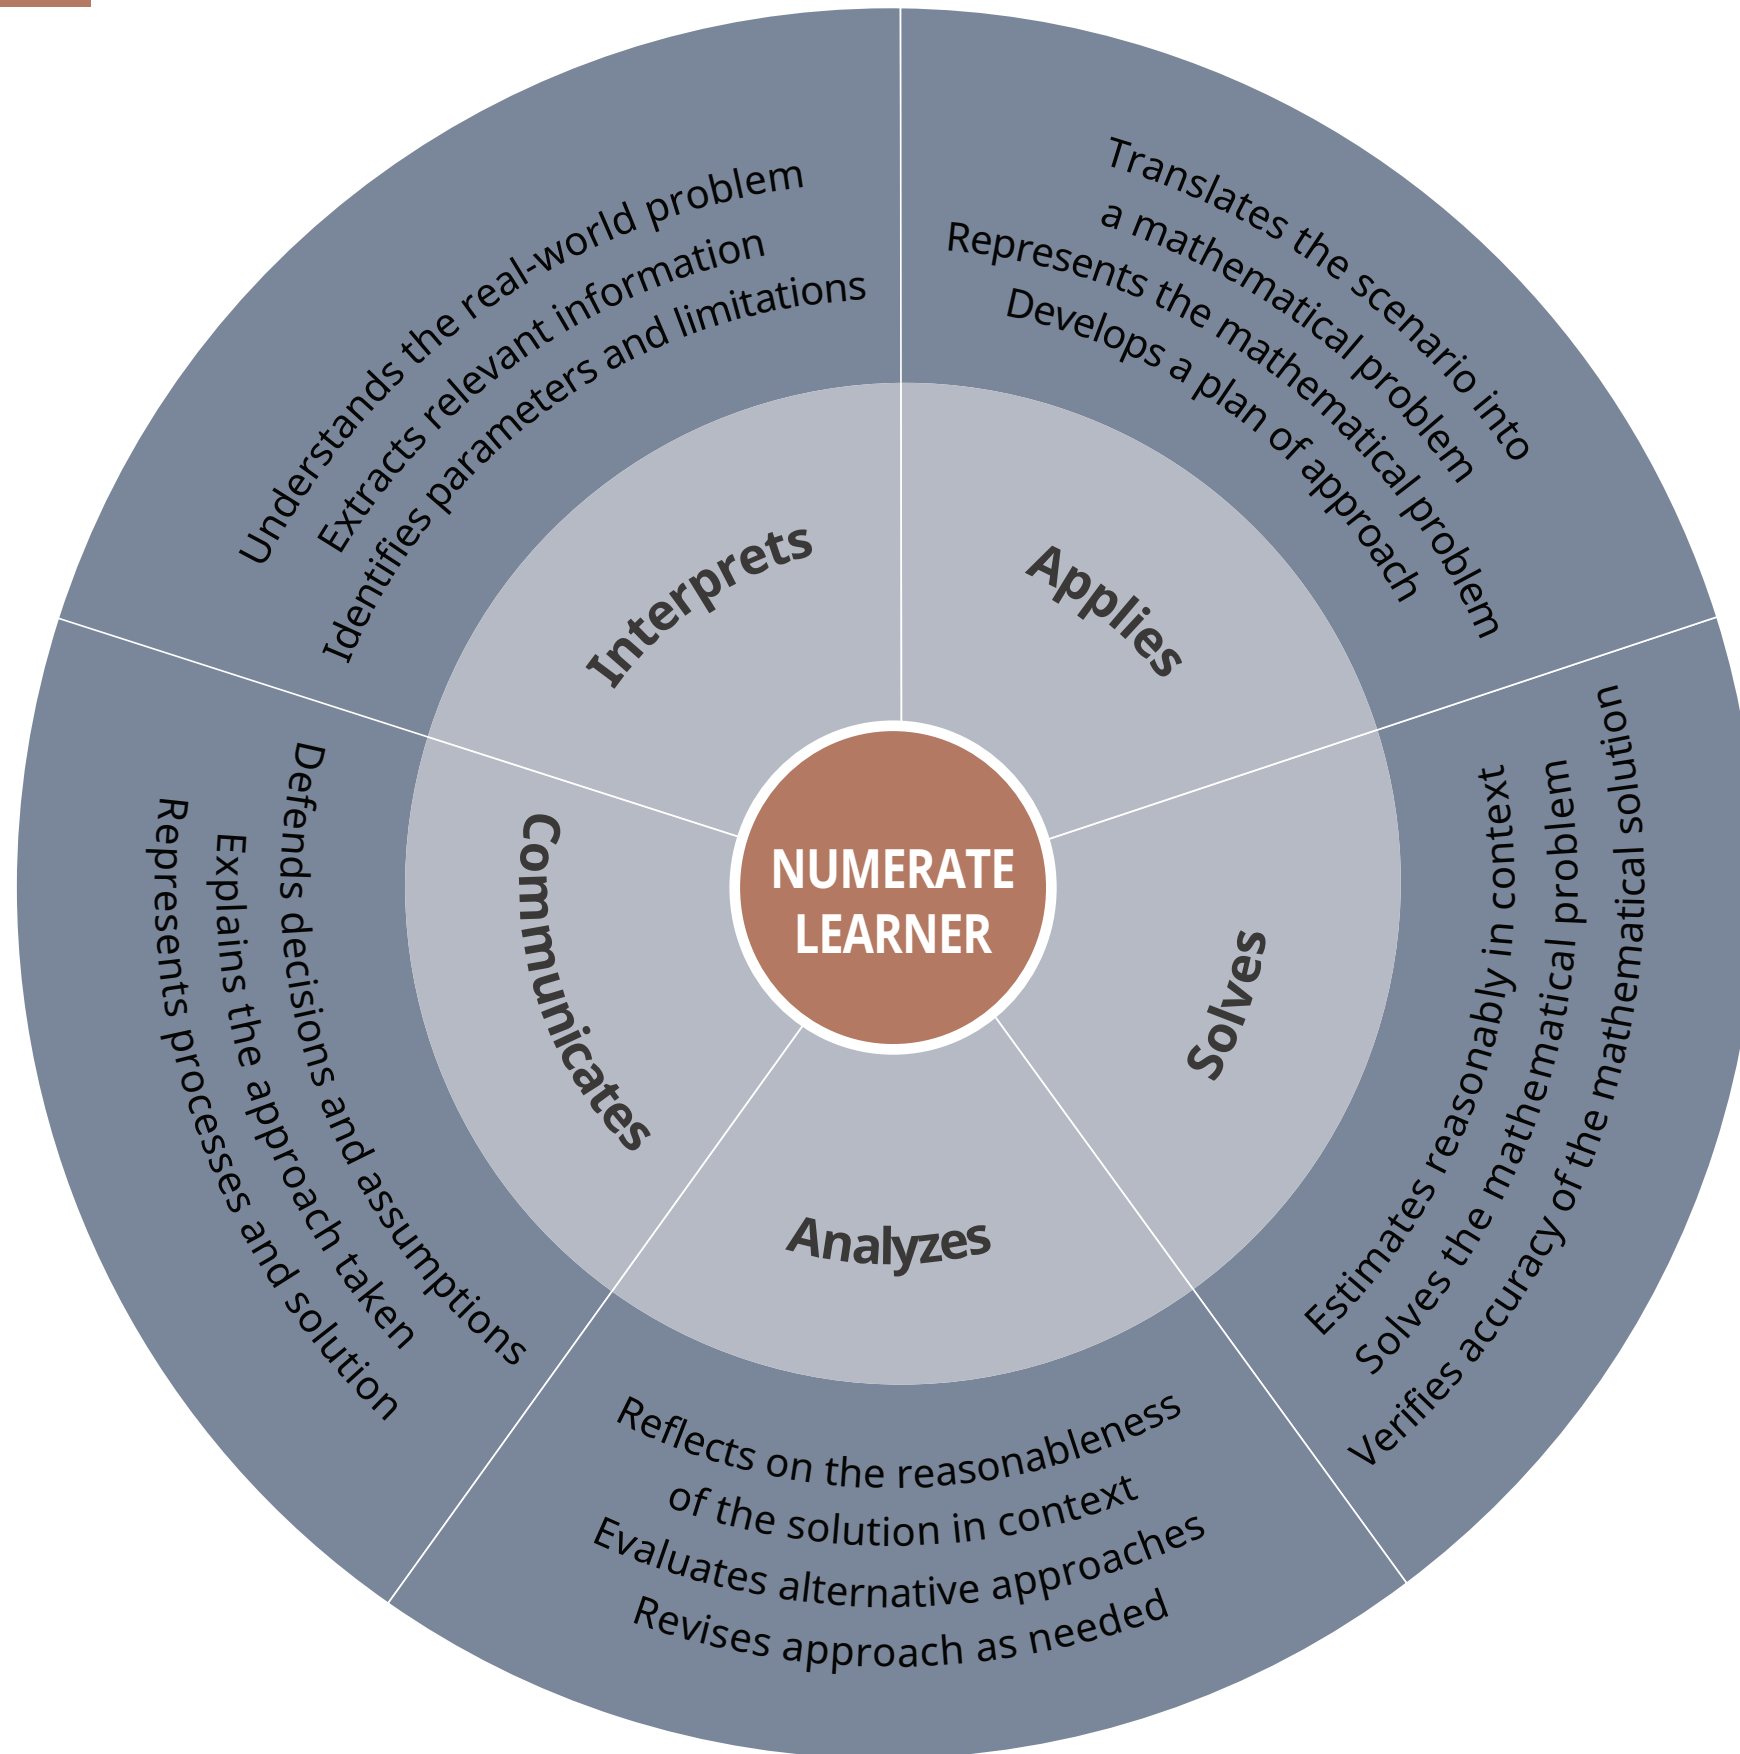 NUMERATE
LEARNER
Interprets
Understands the real-world problem
Extracts relevant information
Identifies parameters and limitations
Applies
Translates the scenario into
a mathematical problem
Represents the mathematical problem
Develops a plan of approach
Solves
Estimates reasonably in context
Solves the mathematical problem
Verifies accuracy of the mathematical solution
Analyzes
Reflects on the reasonableness
of the solution in context
Evaluates alternative approaches
Revises approach as needed
Communicates
Defends decisions and assumptions
Explains the approach taken
Represents processes and solution